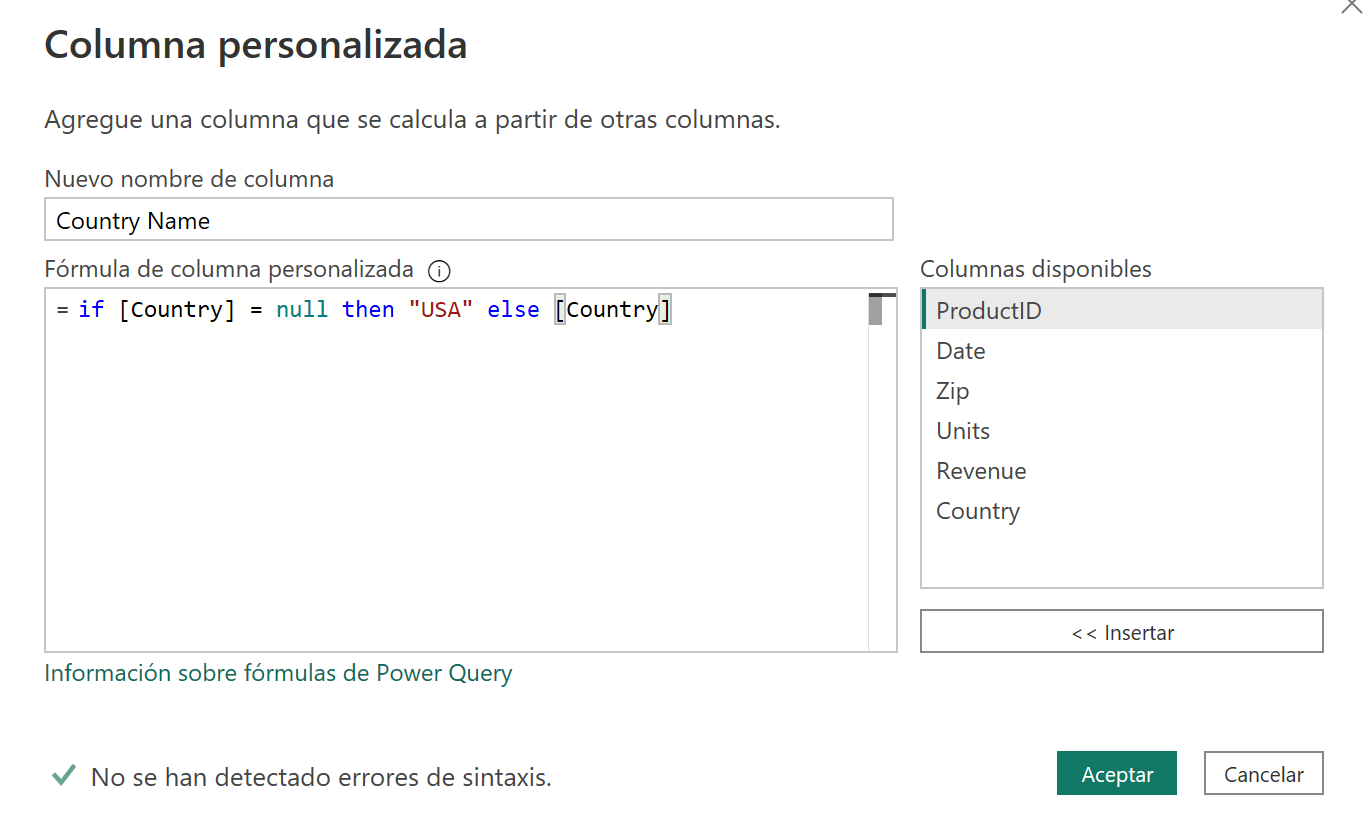 Columna personalizada
Agregue una columna que se calcula a partir de otras columnas.
Nuevo nombre de columna
Country Name
Fórmula de columna personalizada
= if [Country] = null then "USA" else [Country]
Columnas disponibles
ProductID
Date
Zip
Units
Revenue
Country
<< Insertar
Información sobre fórmulas de Power Query
No se han detectado errores de sintaxis.
Aceptar
Cancelar